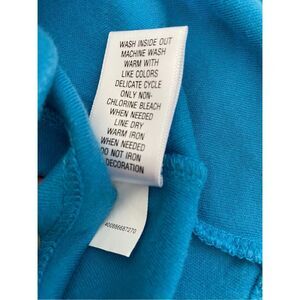 WASH INSIDE OUT
MACHINE WASH
WARM WITH
LIKE COLORS
DELICATE CYCLE
ONLY NON-
CHLORINE BLEACH
WHEN NEEDED
LINE DRY
WARM IRON
WHEN NEEDED
DO NOT IRON
DECORATION
400886687270